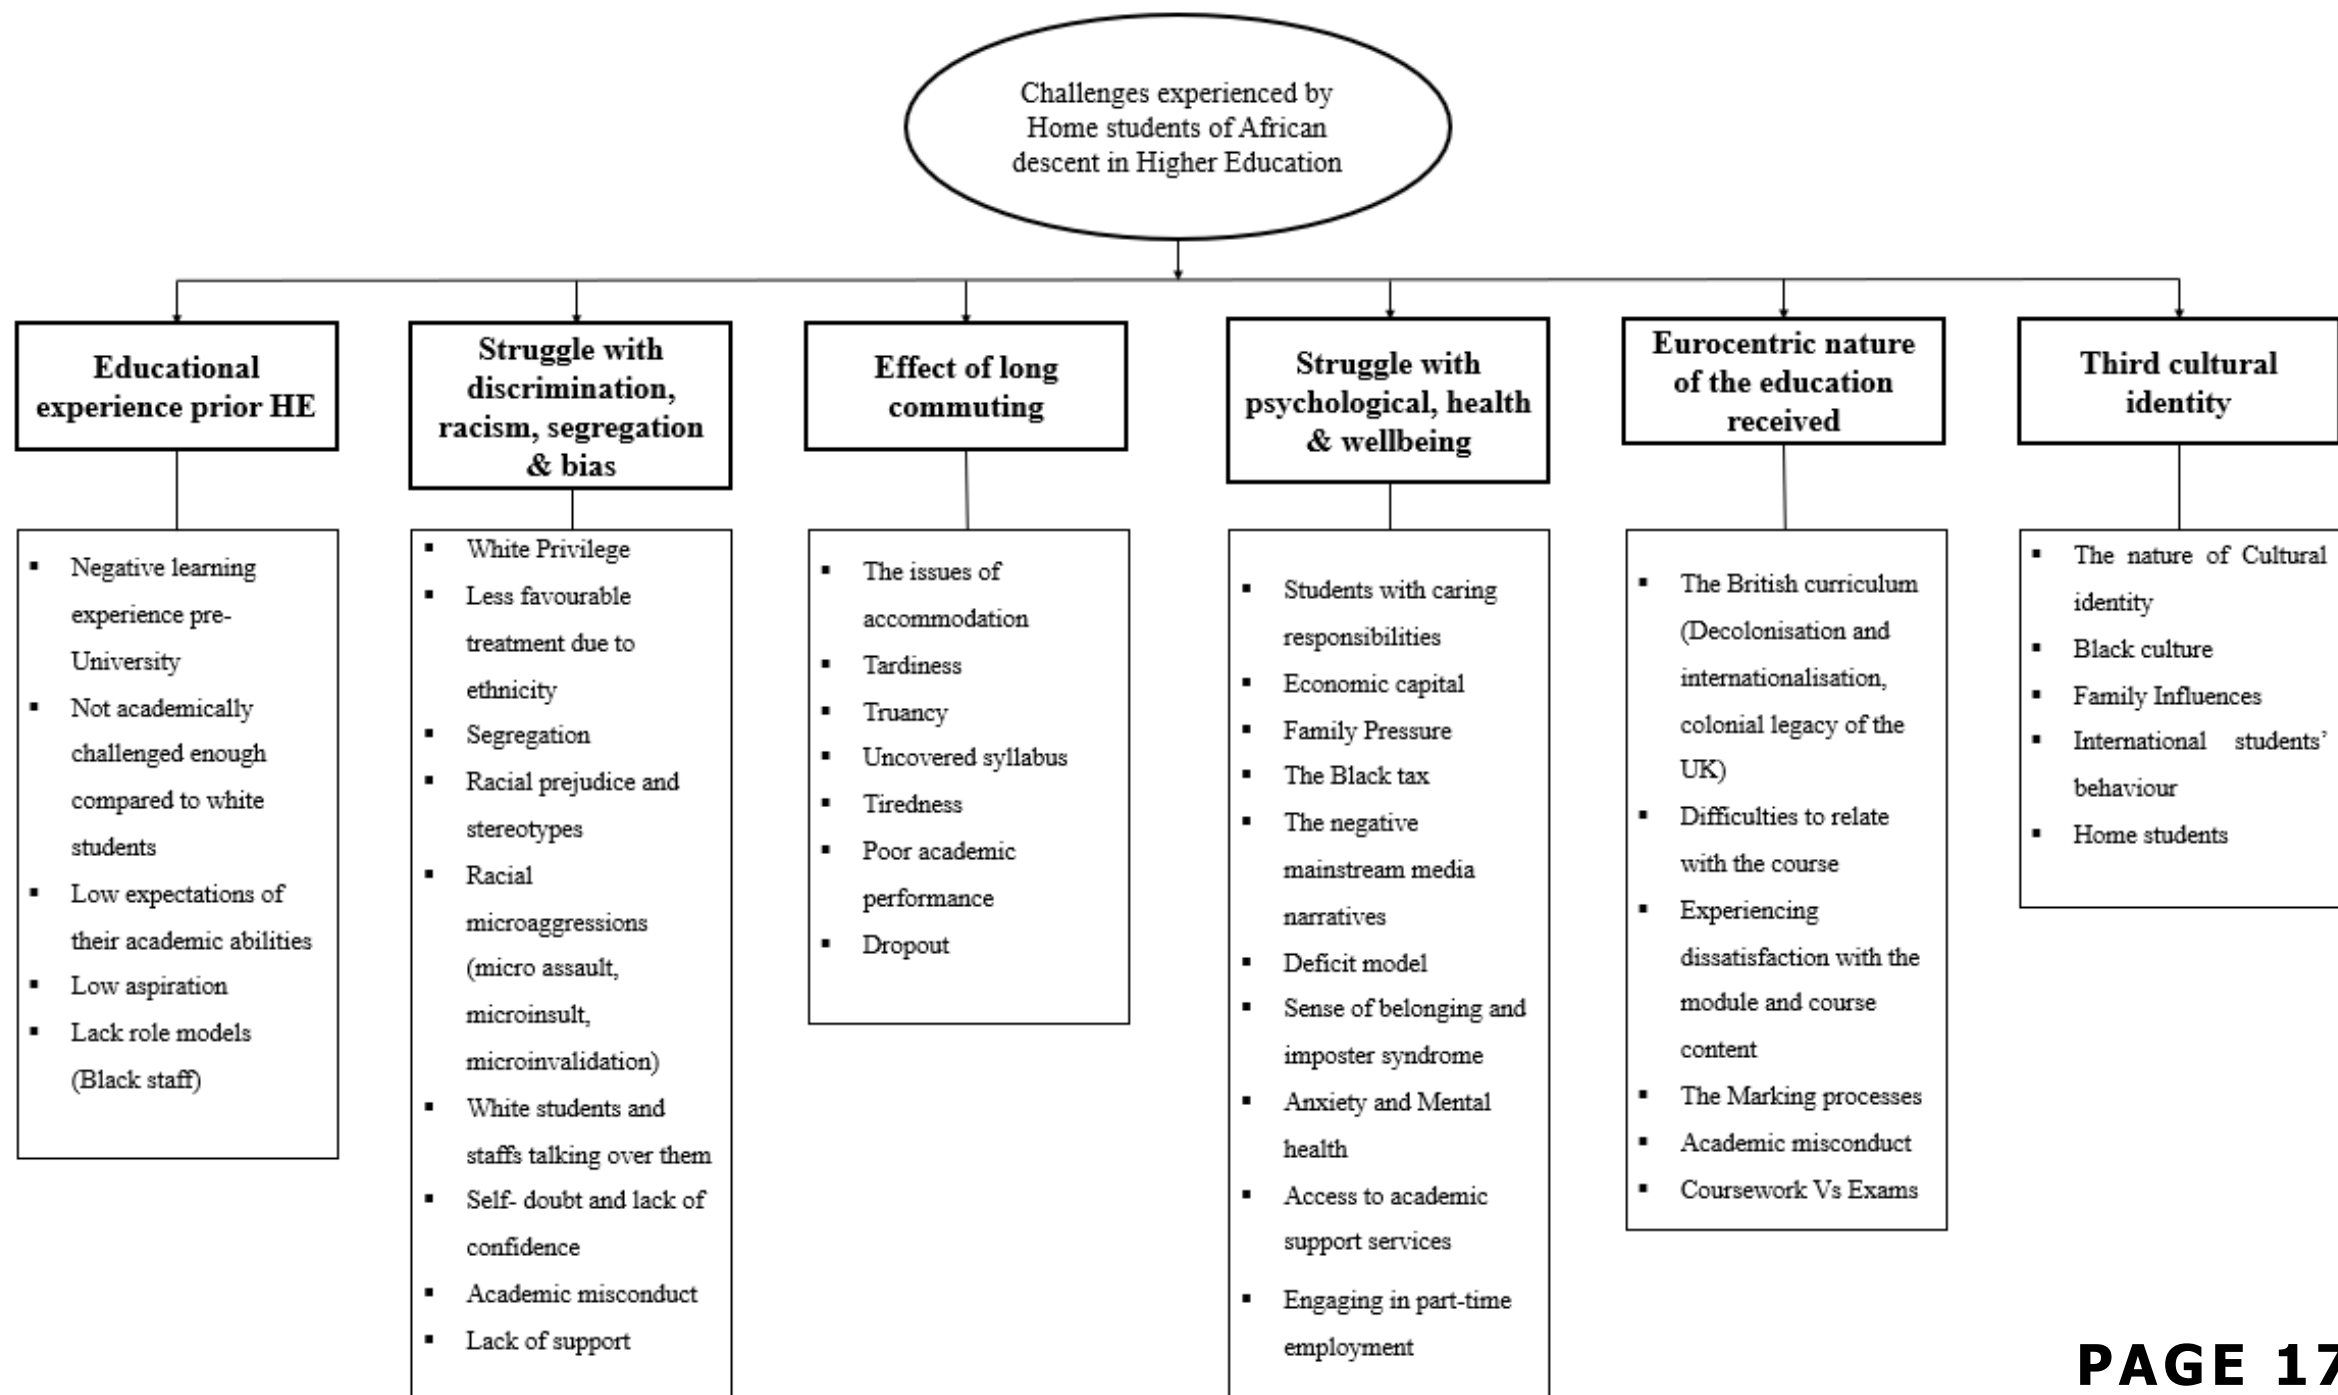 Challenges experienced by
Home students of African
descent in Higher Education
Educational
experience prior HE
Struggle with
discrimination,
racism, segregation
& bias
Effect of long
commuting
Struggle with
psychological, health
& wellbeing
Eurocentric nature
of the education
received
Third cultural
identity
▪ Negative learning
experience pre-
University
▪ Not academically
challenged enough
compared to white
students
▪ Low expectations of
their academic abilities
▪ Low aspiration
▪ Lack role models
(Black staff)
▪ White Privilege
▪ Less favourable
treatment due to
ethnicity
▪ Segregation
▪ Racial prejudice and
stereotypes
▪ Racial
microaggressions
(micro assault,
microinsult,
microinvalidation)
▪ White students and
staffs talking over them
▪ Self- doubt and lack of
confidence
▪ Academic misconduct
▪ Lack of support
▪ The issues of
accommodation
▪ Tardiness
▪ Truancy
▪ Uncovered syllabus
▪ Tiredness
▪ Poor academic
performance
▪ Dropout
▪ Students with caring
responsibilities
▪ Economic capital
▪ Family Pressure
▪ The Black tax
▪ The negative
mainstream media
narratives
▪ Deficit model
▪ Sense of belonging and
imposter syndrome
▪ Anxiety and Mental
health
▪ Access to academic
support services
▪ Engaging in part-time
employment
▪ The British curriculum
(Decolonisation and
internationalisation,
colonial legacy of the
UK)
▪ Difficulties to relate
with the course
▪ Experiencing
dissatisfaction with the
module and course
content
▪ The Marking processes
▪ Academic misconduct
▪ Coursework Vs Exams
▪ The nature of Cultural
identity
▪ Black culture
▪ Family Influences
▪ International students’
behaviour
▪ Home students
PAGE 17